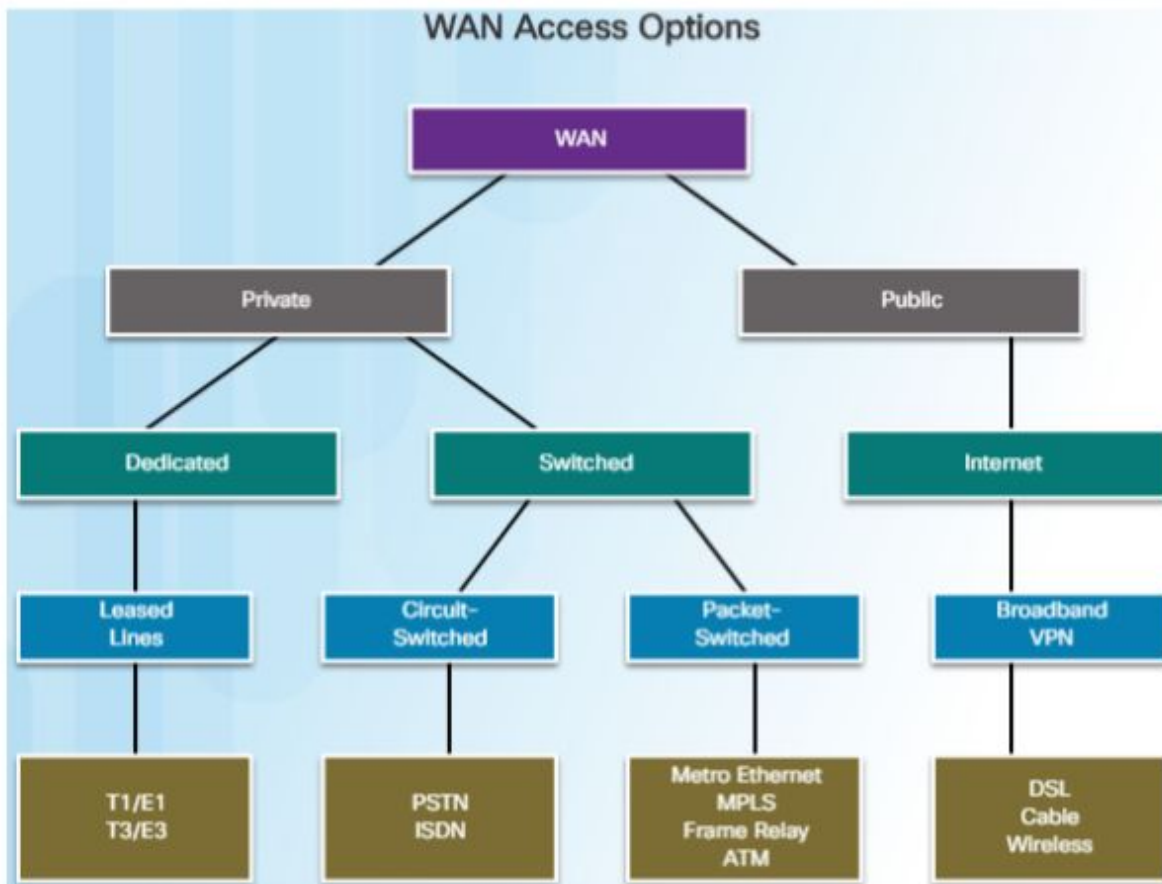 WAN Access Options
WAN
Private
Public
Dedicated
Switched
Internet
Leased
Lines
Circuit-
Switched
Packet-
Switched
Broadband
VPN
T1/E1
T3/E3
PSTN
ISDN
Metro Ethernet
MPLS
Frame Relay
ATM
DSL
Cable
Wireless